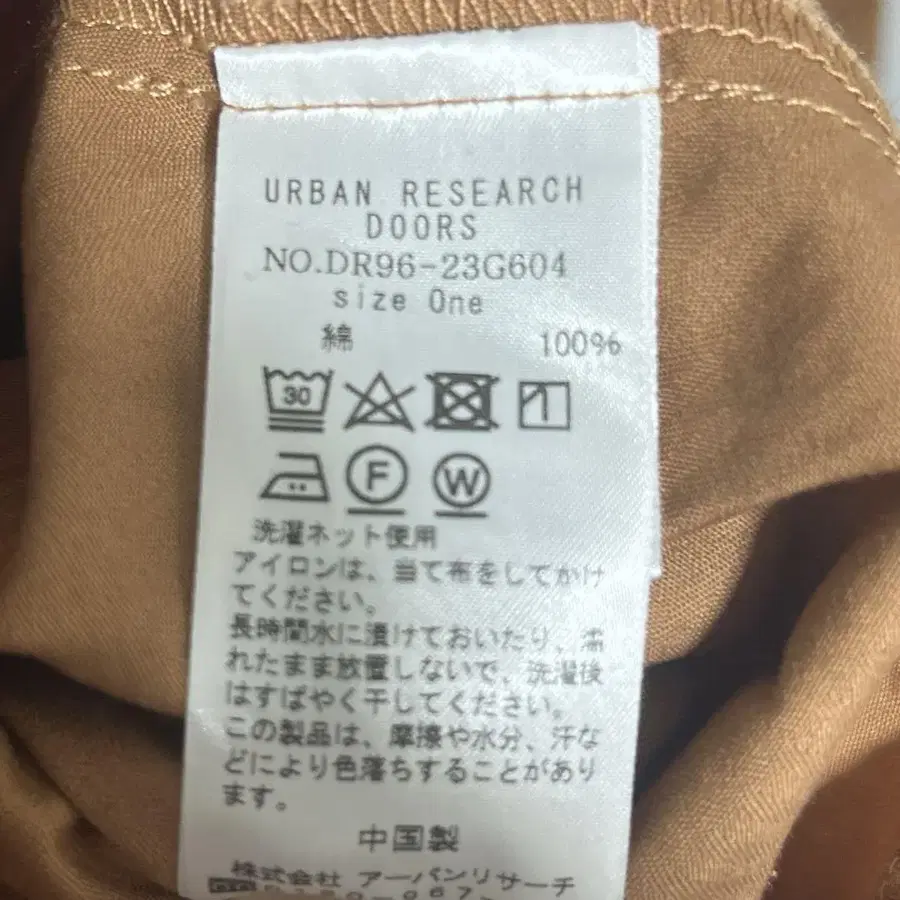 URBAN RESEARCH
DOORS
NO.DR96-23G604
size One
綿 100%
30
F W
洗濯ネット使用
アイロンは、当て布をしてかけ
てください。
長時間水に漬けておいたり、濡
れたまま放置しないで、洗濯後
はすばやく干してください。
この製品は、摩擦や水分、汗な
どにより色落ちすることがあり
ます。
中国製
株式会社 アーバンリサーチ